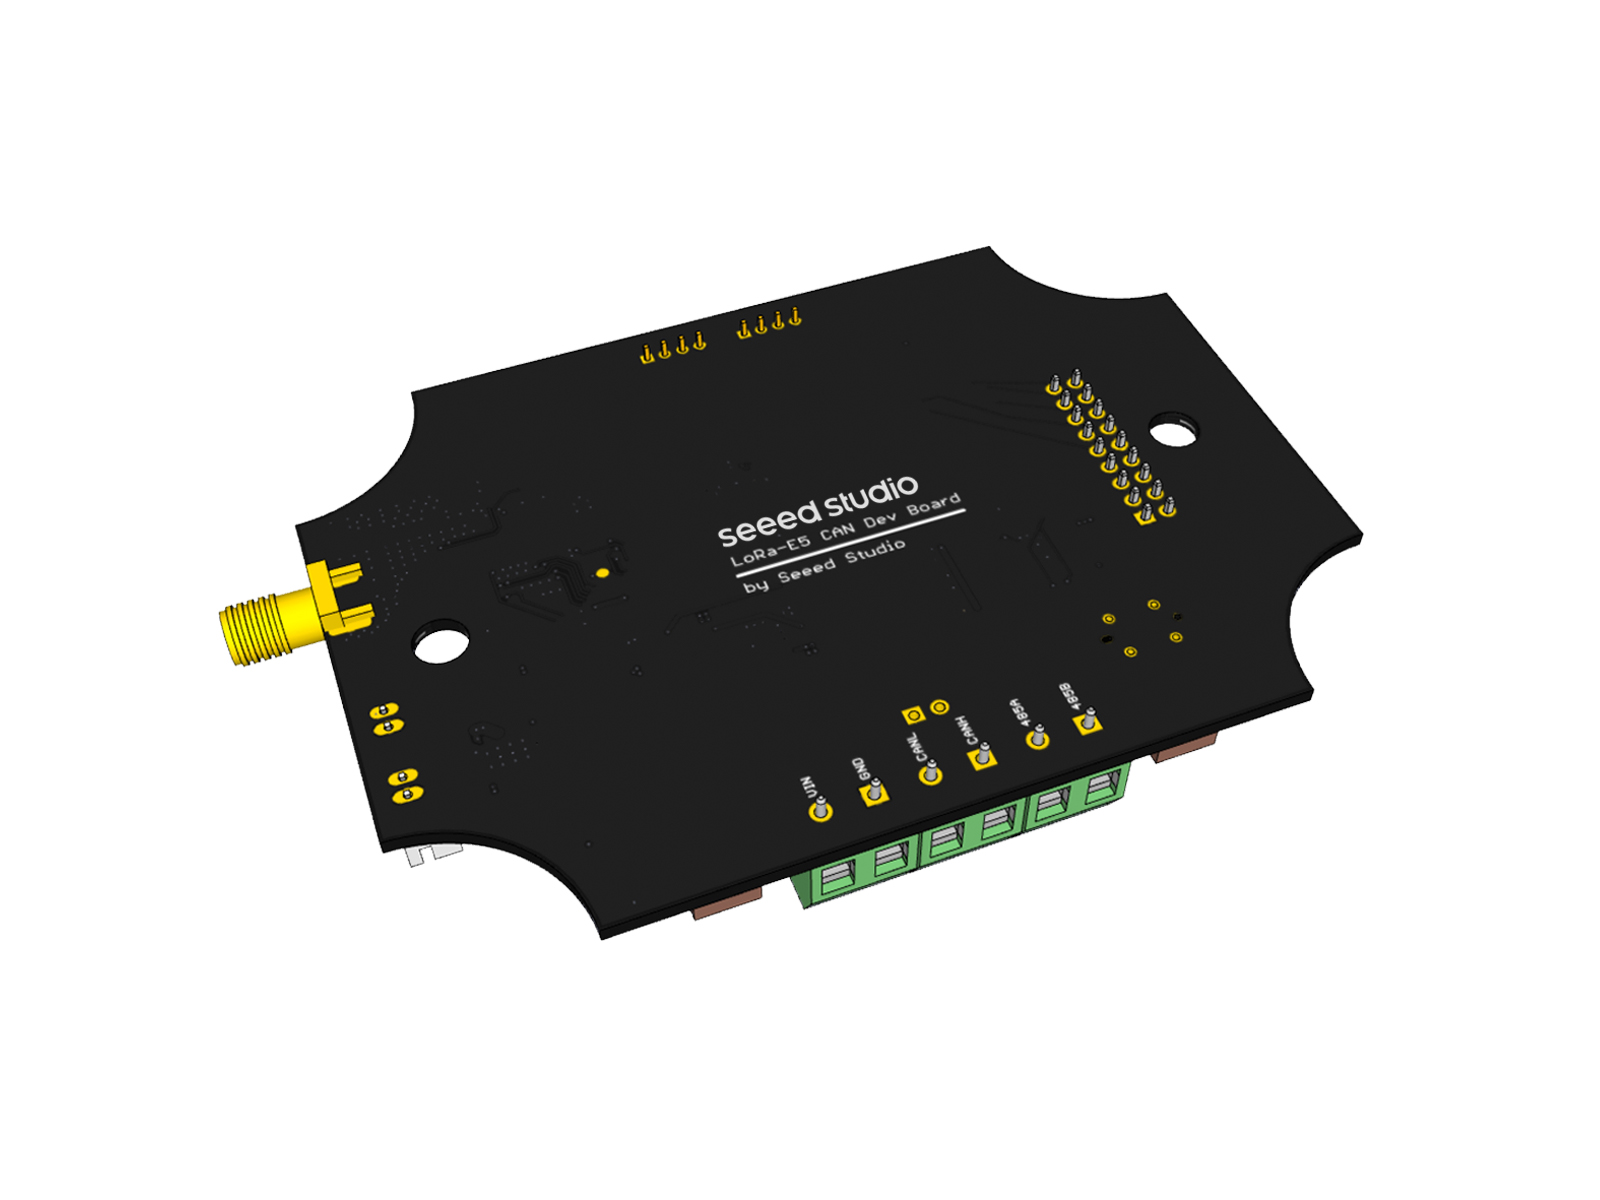 seeed studio
LoRa-E5 CAN Dev Board
by Seeed Studio
VIN
GND
CANL
CANH
485A
485B